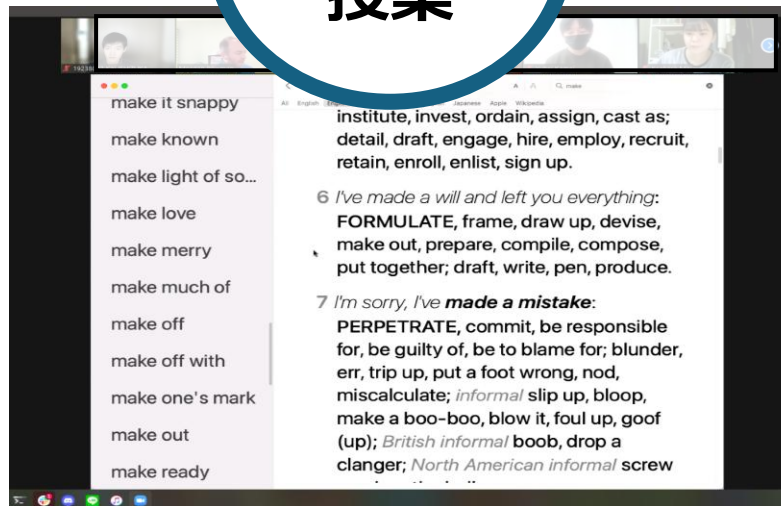 授業
19238
make
All English
Japanese Apple Wikipedia
make it snappy
make known
make light of so...
make love
make merry
make much of
make off
make off with
make one's mark
make out
make ready
institute, invest, ordain, assign, cast as;
detail, draft, engage, hire, employ, recruit,
retain, enroll, enlist, sign up.
6 I've made a will and left you everything:
FORMULATE, frame, draw up, devise,
make out, prepare, compile, compose,
put together; draft, write, pen, produce.
7 I'm sorry, I've made a mistake:
PERPETRATE, commit, be responsible
for, be guilty of, be to blame for; blunder,
err, trip up, put a foot wrong, nod,
miscalculate; informal slip up, bloop,
make a boo-boo, blow it, foul up, goof
(up); British informal boob, drop a
clanger; North American informal screw